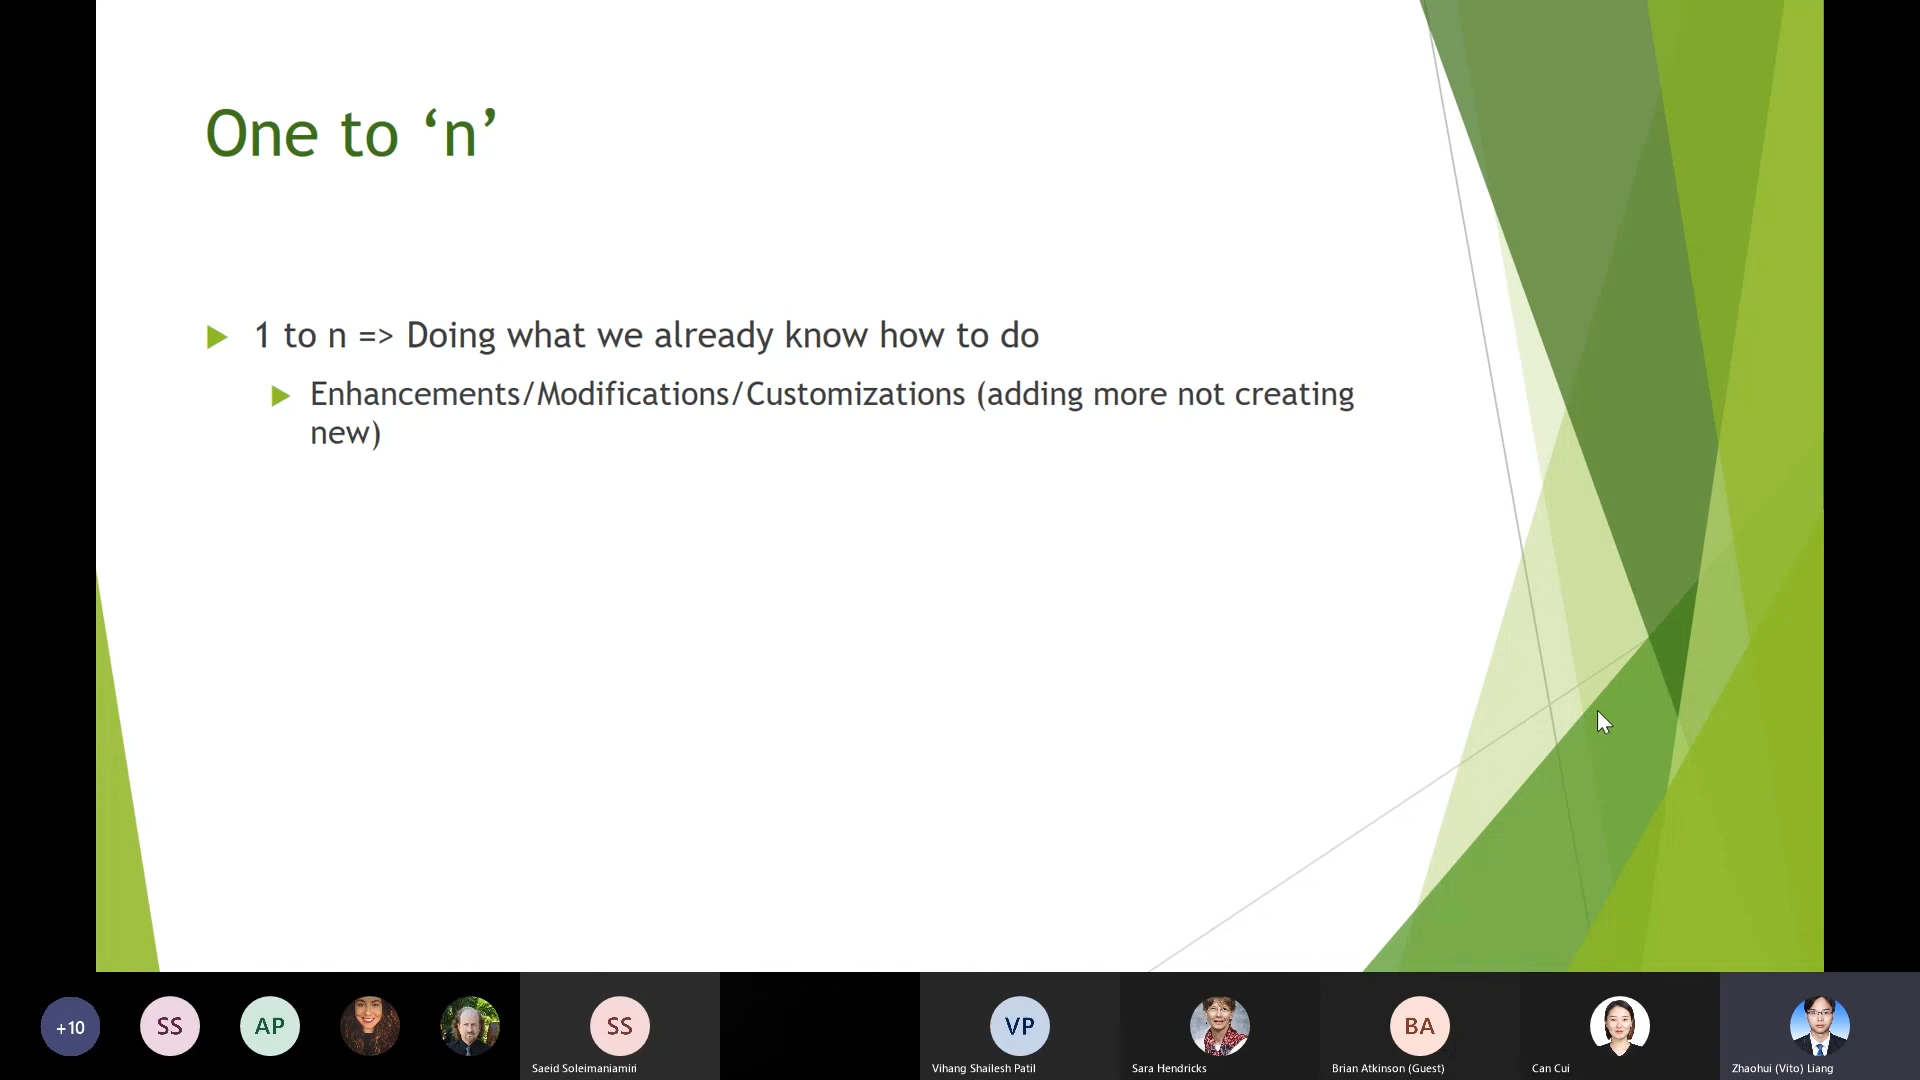 One to ‘n’
1 to n => Doing what we already know how to do
Enhancements/Modifications/Customizations (adding more not creating
new)
+10
SS
AP
SS
VP
BA
Saeid Soleimaniamiri
Vihang Shailesh Patil
Sara Hendricks
Brian Atkinson (Guest)
Can Cui
Zhaohui (Vito) Liang